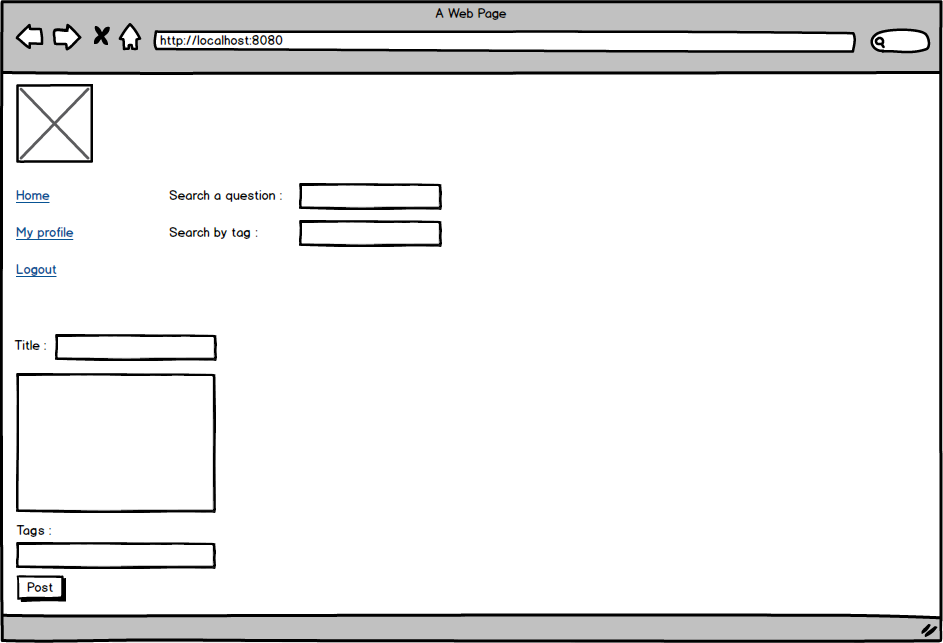 A Web Page
http://localhost:8080
Home
Search a question :
My profile
Search by tag :
Logout
Title :
Tags :
Post